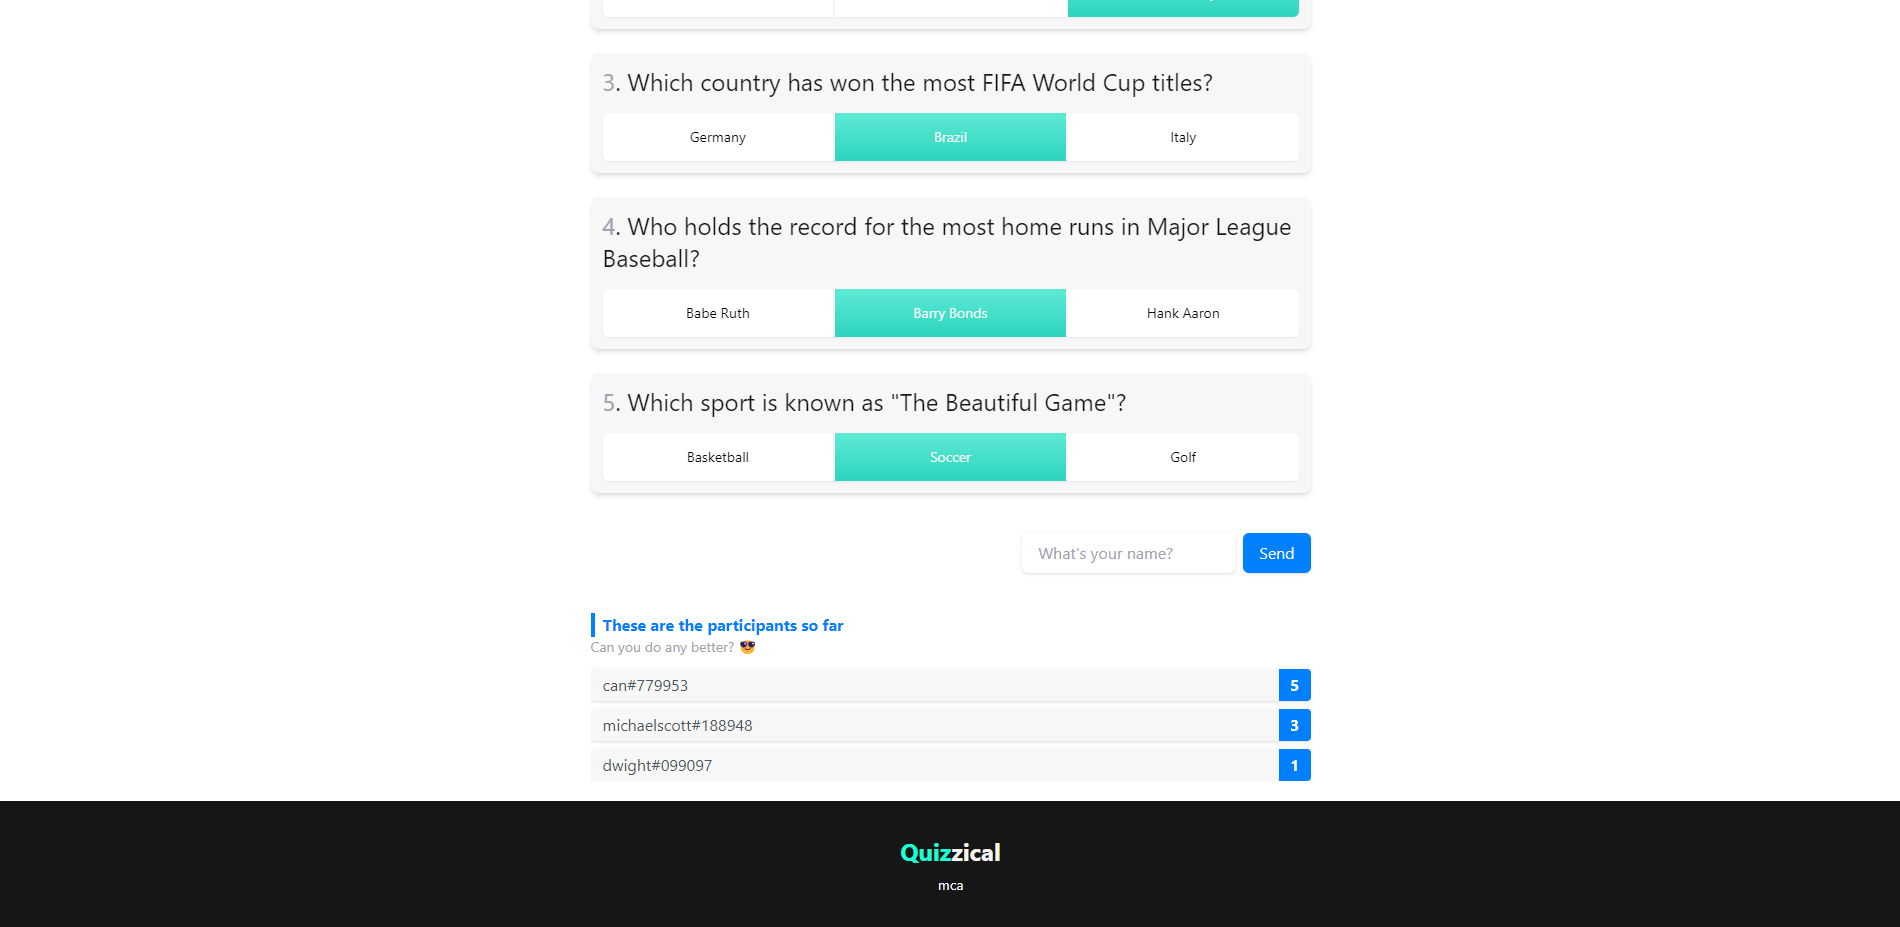 3. Which country has won the most FIFA World Cup titles?
Germany Brazil Italy
4. Who holds the record for the most home runs in Major League
Baseball?
Babe Ruth Barry Bonds Hank Aaron
5. Which sport is known as "The Beautiful Game"?
Basketball Soccer Golf
What's your name? Send
These are the participants so far
Can you do any better? 😎
can#779953 5
michaelscott#188948 3
dwight#099097 1
Quizzical
mca